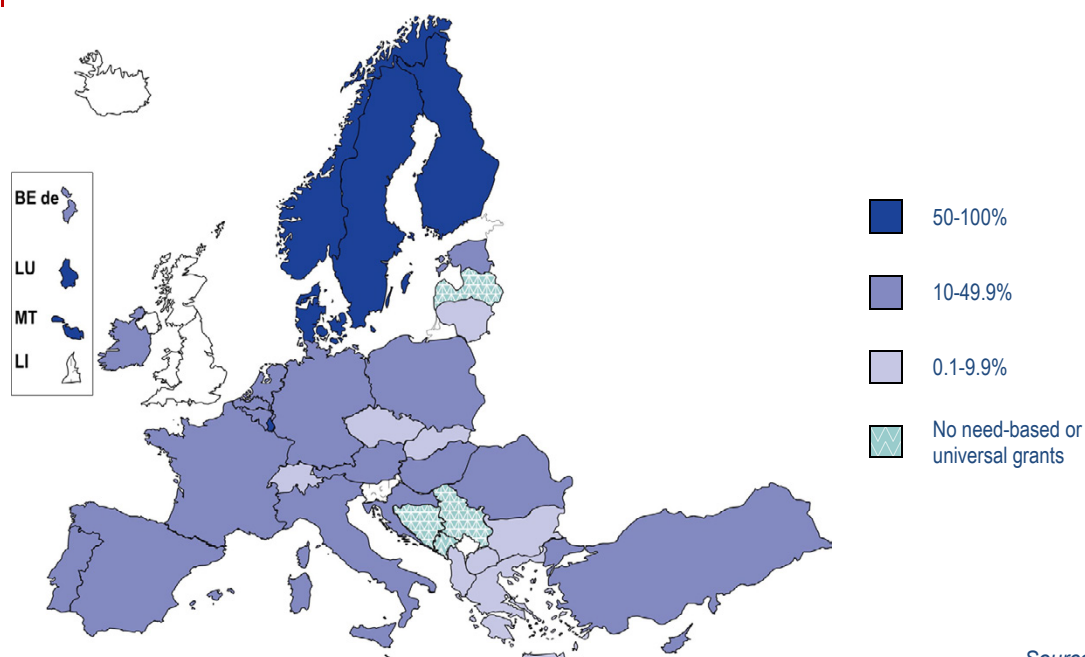 BE de
LU
MT
LI
50-100%
10-49.9%
0.1-9.9%
No need-based or
universal grants